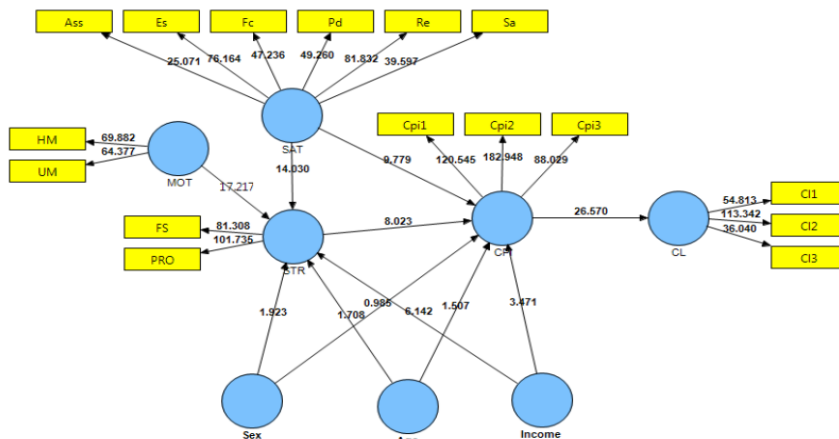 Ass Es Fc Pd Re Sa
25.071 76.164 47.236 49.260 81.832 39.597
SAT
Cpi1 Cpi2 Cpi3
HM
UM
69.882
64.377
MOT
120.545 182.948 88.029
9.779
14.030
17.217
FS
PRO
81.308
101.735
STR
8.023
CPI
26.570
CL
54.813
113.342
36.040
Cl1
Cl2
Cl3
1.923
0.985
1.708
6.142
1.507
3.471
Sex
Income